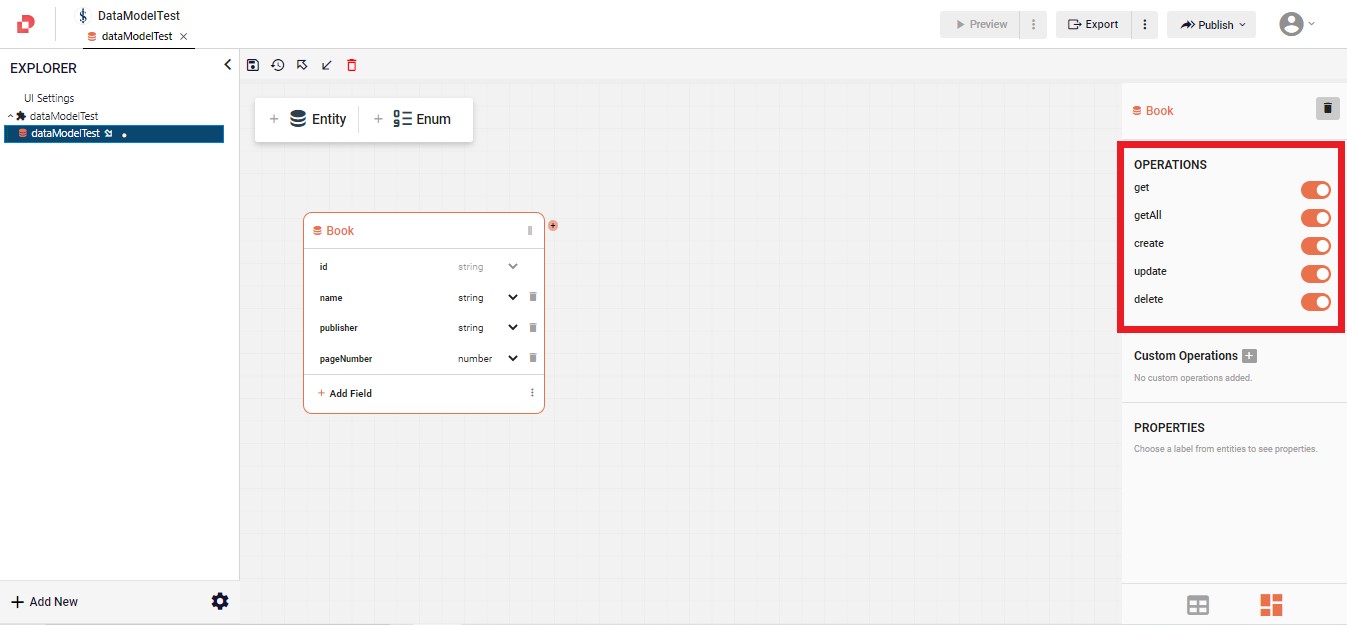 DataModelTest
dataModelTest
Preview
Export
Publish
EXPLORER
UI Settings
dataModelTest
dataModelTest
Entity
Enum
Book
id string
name string
publisher string
pageNumber number
+ Add Field
Book
OPERATIONS
get
getAll
create
update
delete
Custom Operations
No custom operations added.
PROPERTIES
Choose a label from entities to see properties.
+ Add New